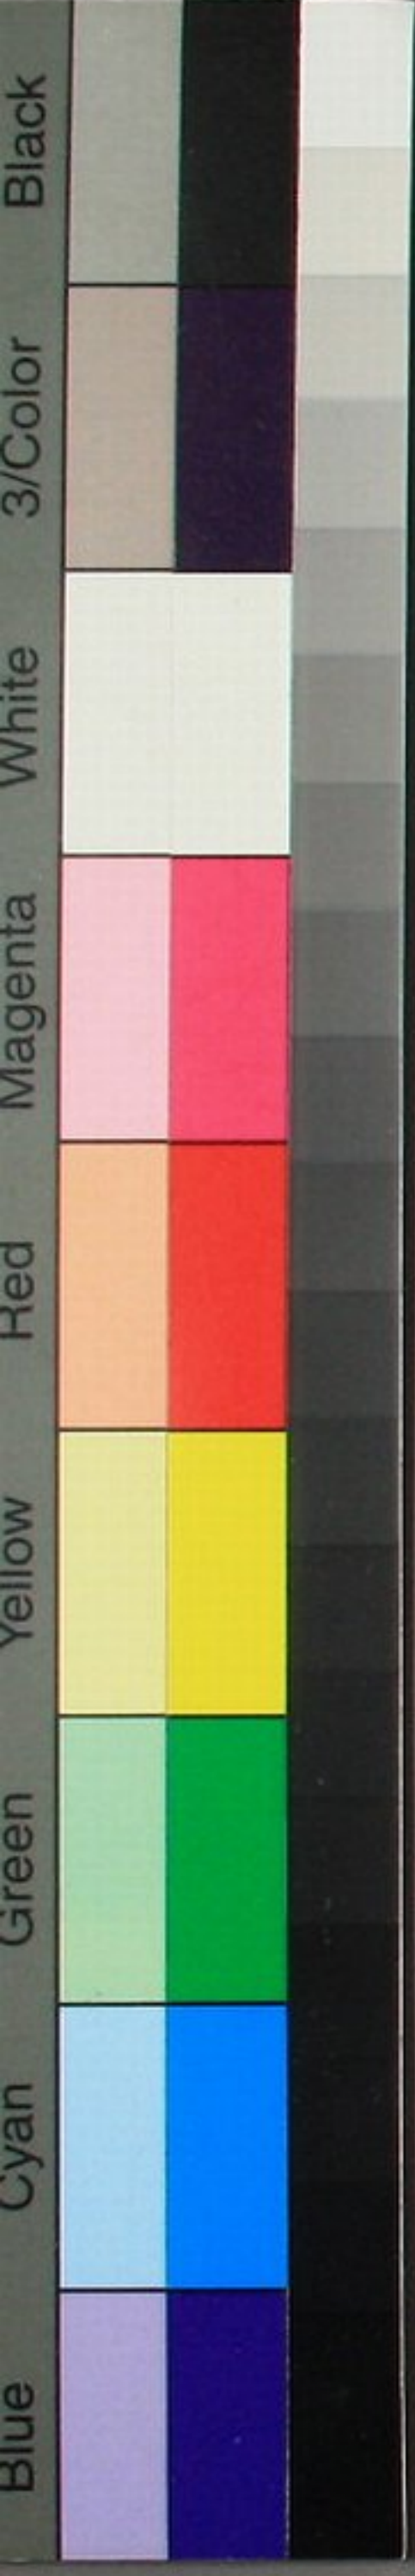 Black
3/Color
White
Magenta
Red
Yellow
Green
Cyan
Blue